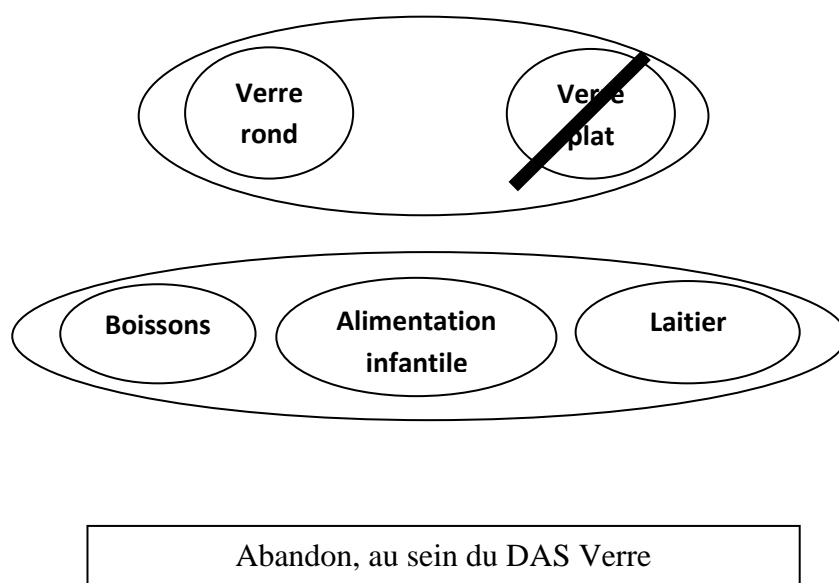 Verre
rond
Verre
plat
Boissons
Alimentation
infantile
Laitier
Abandon, au sein du DAS Verre